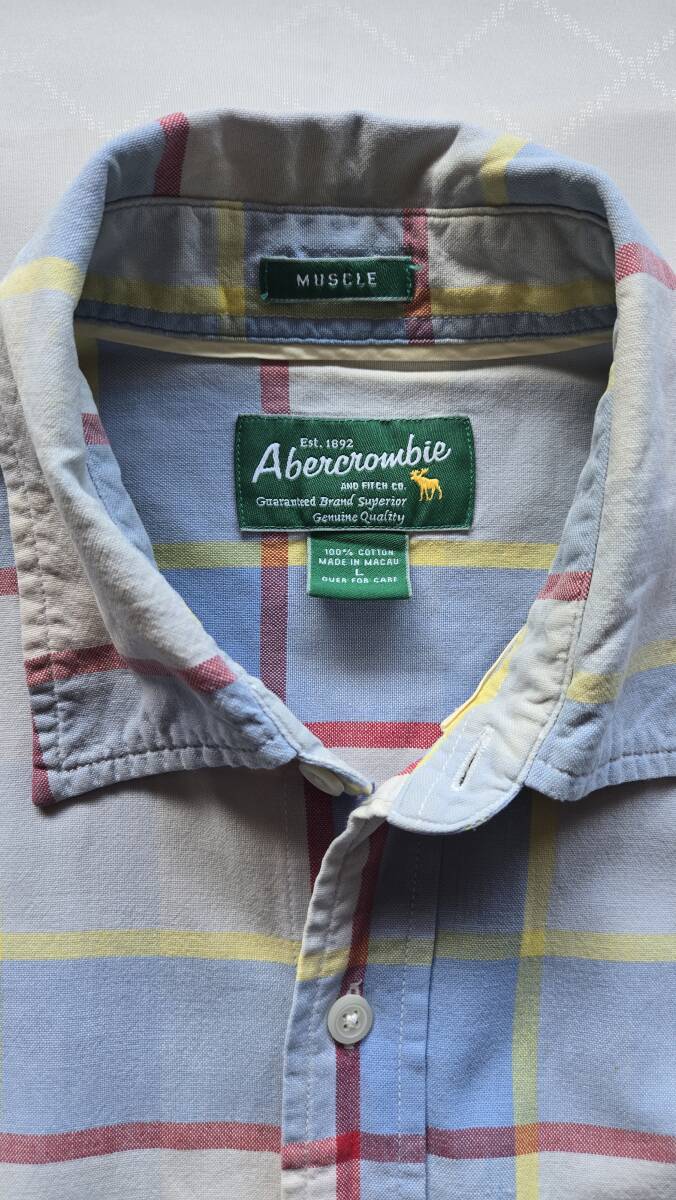 MUSCLE
Est. 1892
Abercrombie
AND FITCH CO.
Guaranteed Brand Superior
Genuine Quality
100% COTTON
MADE IN MACAU
L
OVER FOR CARE